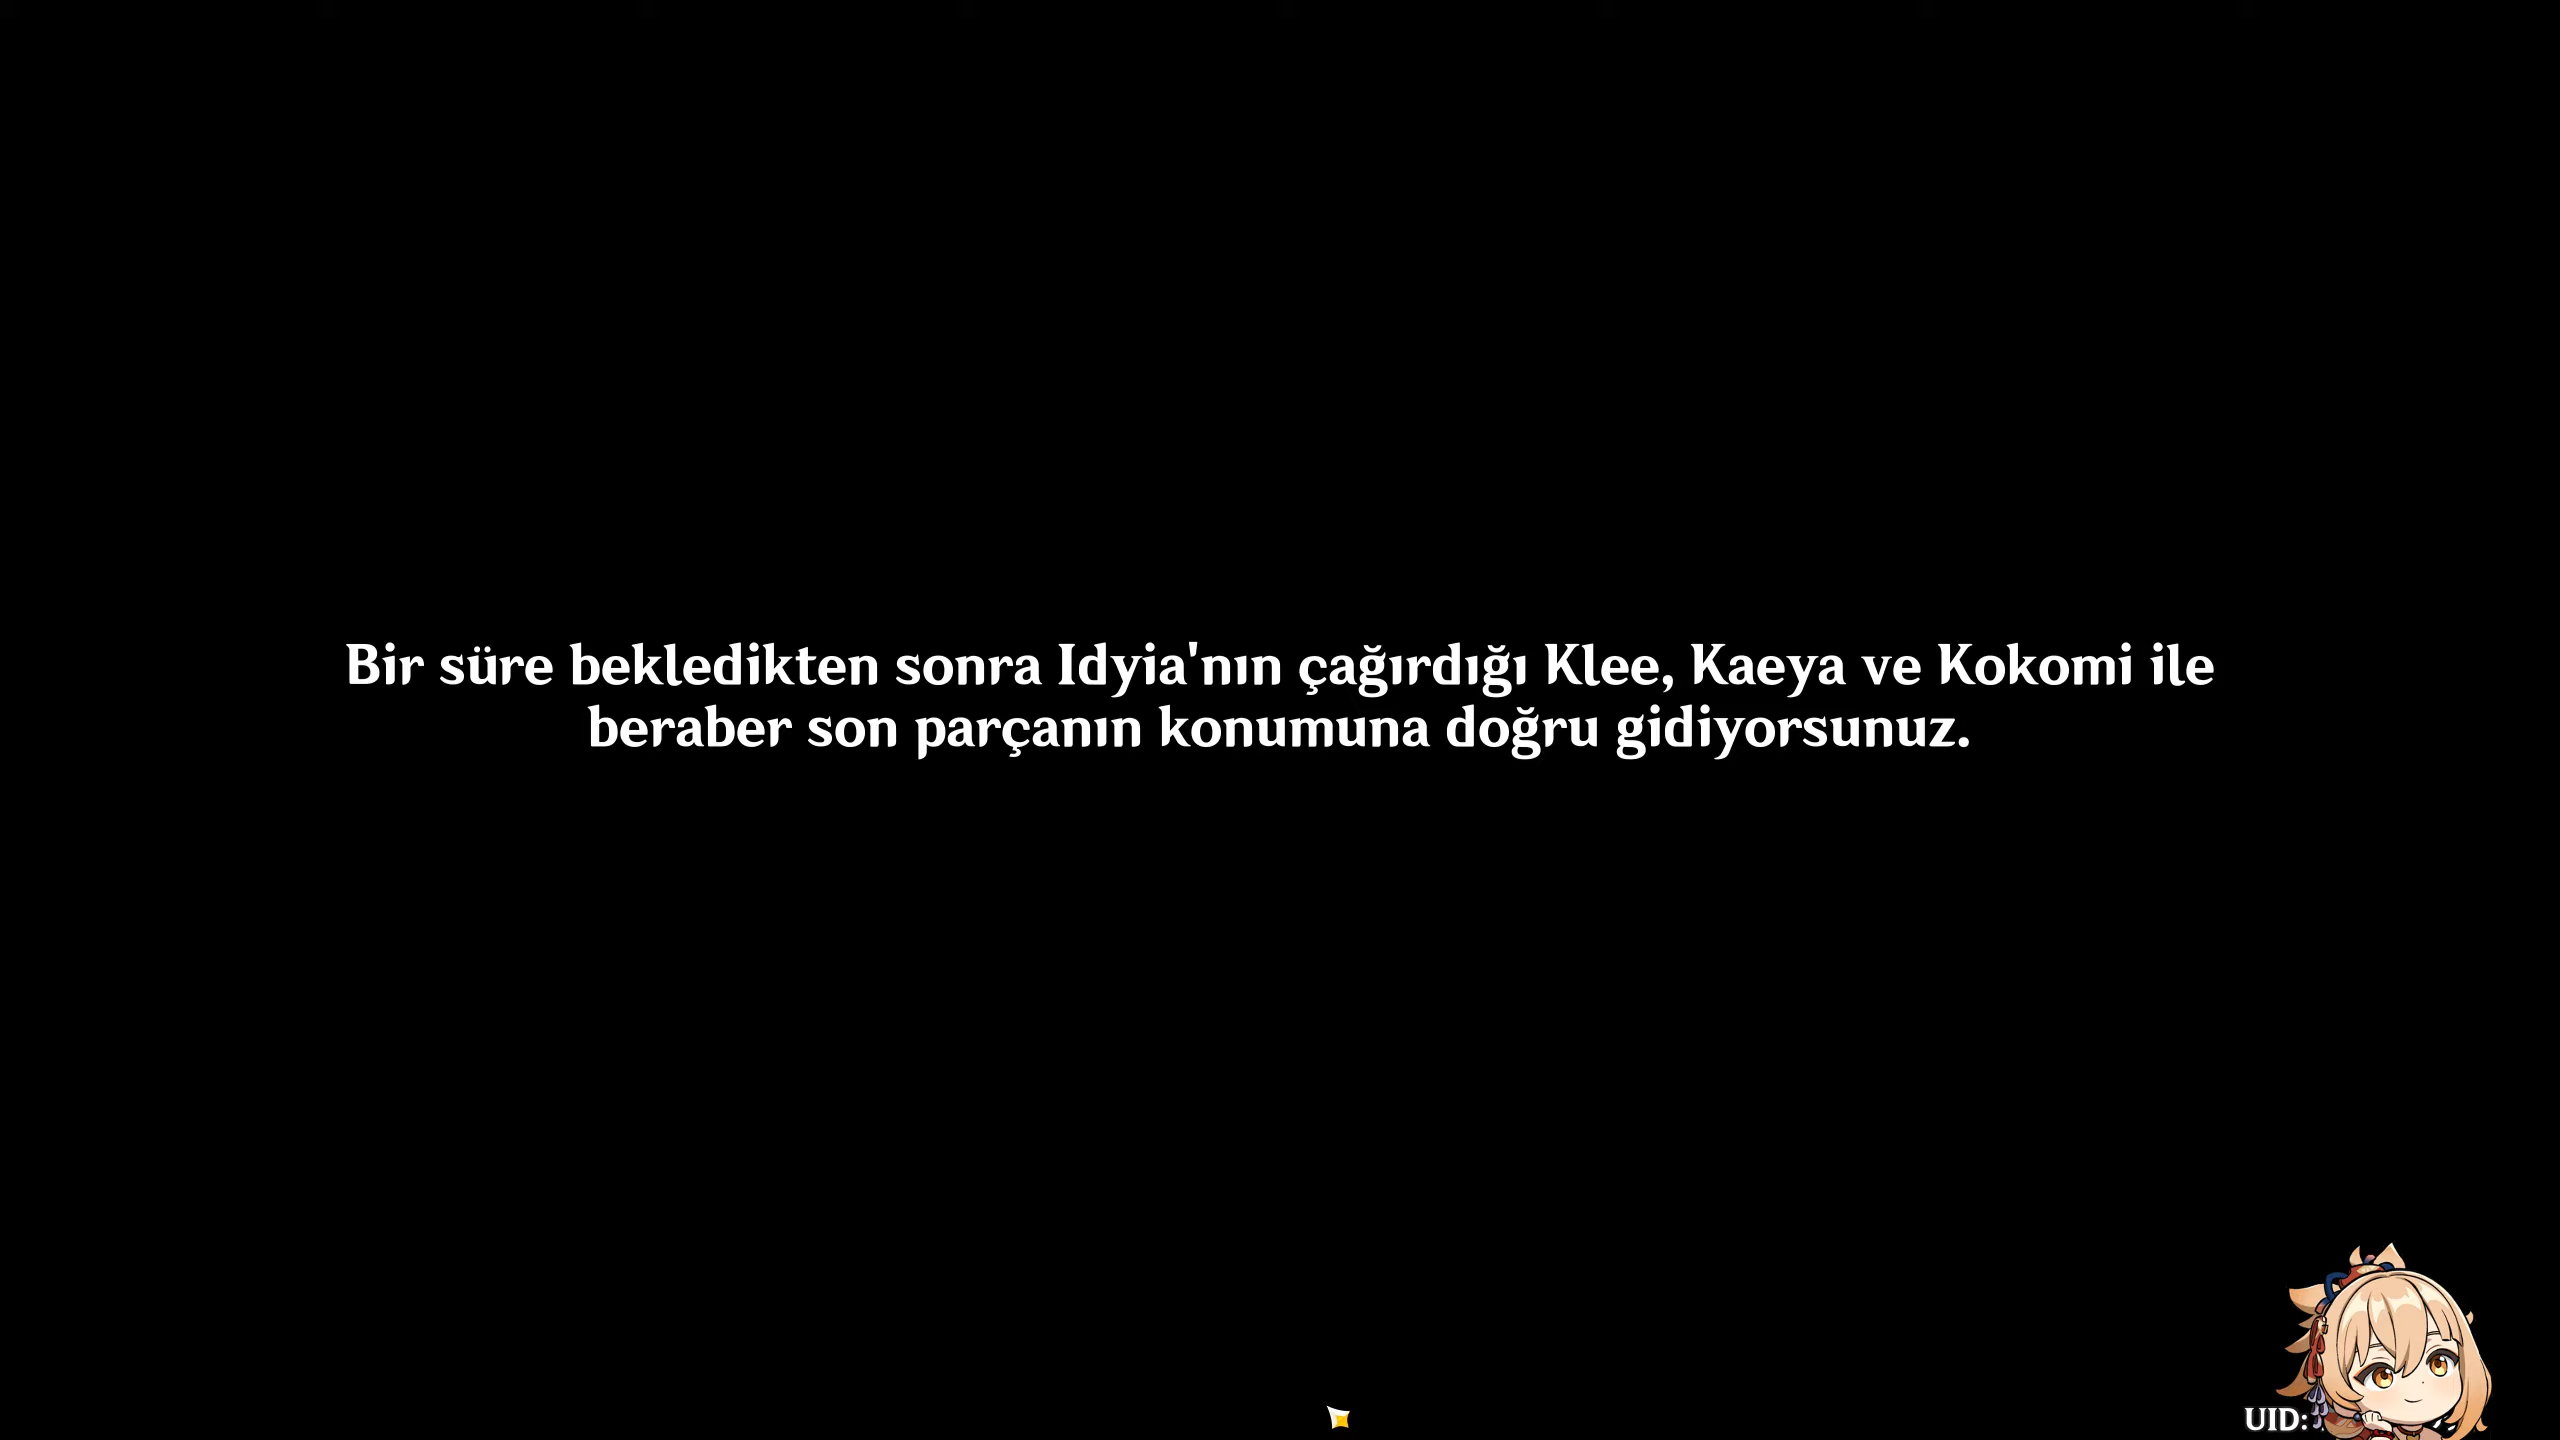 Bir süre bekledikten sonra Idyia'nın çağırdığı Klee, Kaeya ve Kokomi ile
beraber son parçanın konumuna doğru gidiyorsunuz.
UID: